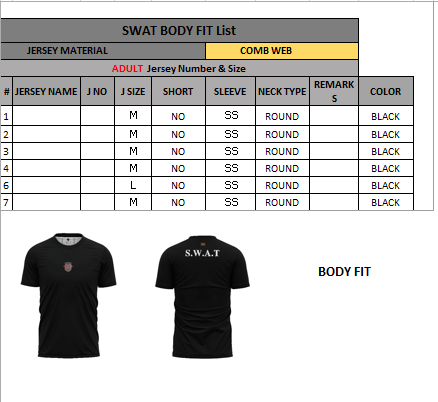 SWAT BODY FIT List
JERSEY MATERIAL COMB WEB
ADULT Jersey Number & Size
# JERSEY NAME J NO J SIZE SHORT SLEEVE NECK TYPE REMARKS COLOR
1 M NO SS ROUND BLACK
2 M NO SS ROUND BLACK
3 M NO SS ROUND BLACK
4 M NO SS ROUND BLACK
6 L NO SS ROUND BLACK
7 M NO SS ROUND BLACK
S.W.A.T
BODY FIT